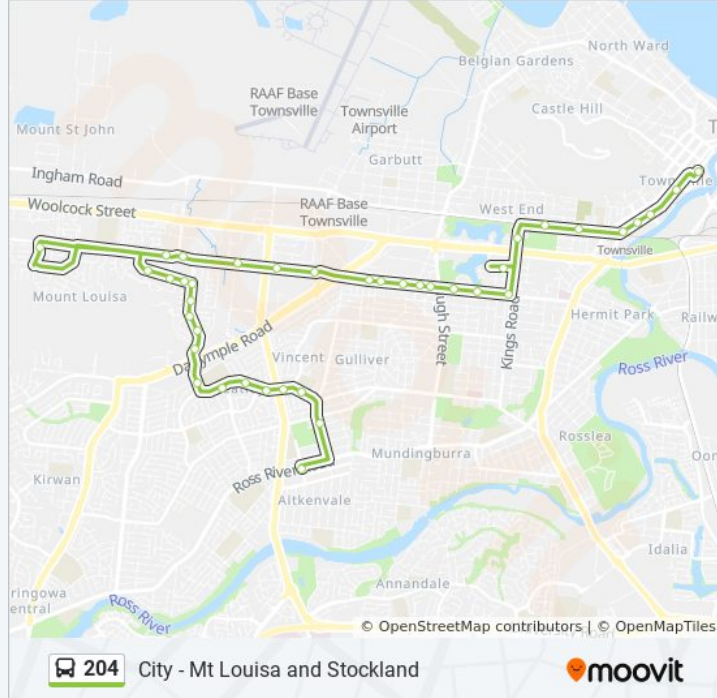 North Ward
Belgian Gardens
RAAF Base
Townsville
Townsville
Airport
Castle Hill
Mount St John
Garbutt
Ingham Road
Woolcock Street
RAAF Base
Townsville
West End
Townsville
Mount Louisa
Hermit Park
Kings Road
Street
Vincent
Gulliver
Ross River
Rosslea
Mundingburra
Ross River
Kirwan
Aitkenvale
Idalia
Annandale
Ross River
© OpenStreetMap contributors | © OpenMapTiles
204 City - Mt Louisa and Stockland
moovit